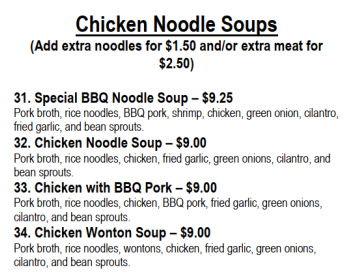 Chicken Noodle Soups
(Add extra noodles for $1.50 and/or extra meat for
$2.50)
31. Special BBQ Noodle Soup – $9.25
Pork broth, rice noodles, BBQ pork, shrimp, chicken, green onion, cilantro,
fried garlic, and bean sprouts.
32. Chicken Noodle Soup – $9.00
Pork broth, rice noodles, chicken, fried garlic, green onions, cilantro, and
bean sprouts.
33. Chicken with BBQ Pork – $9.00
Pork broth, rice noodles, chicken, BBQ pork, fried garlic, green onions,
cilantro, and bean sprouts.
34. Chicken Wonton Soup – $9.00
Pork broth, rice noodles, wontons, chicken, fried garlic, green onions,
cilantro, and bean sprouts.